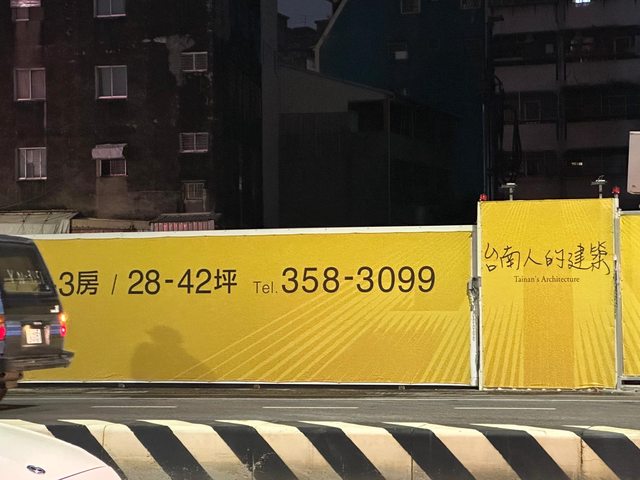 3房 / 28-42坪 Tel. 358-3099
台南人的建築
Tainan's Architecture